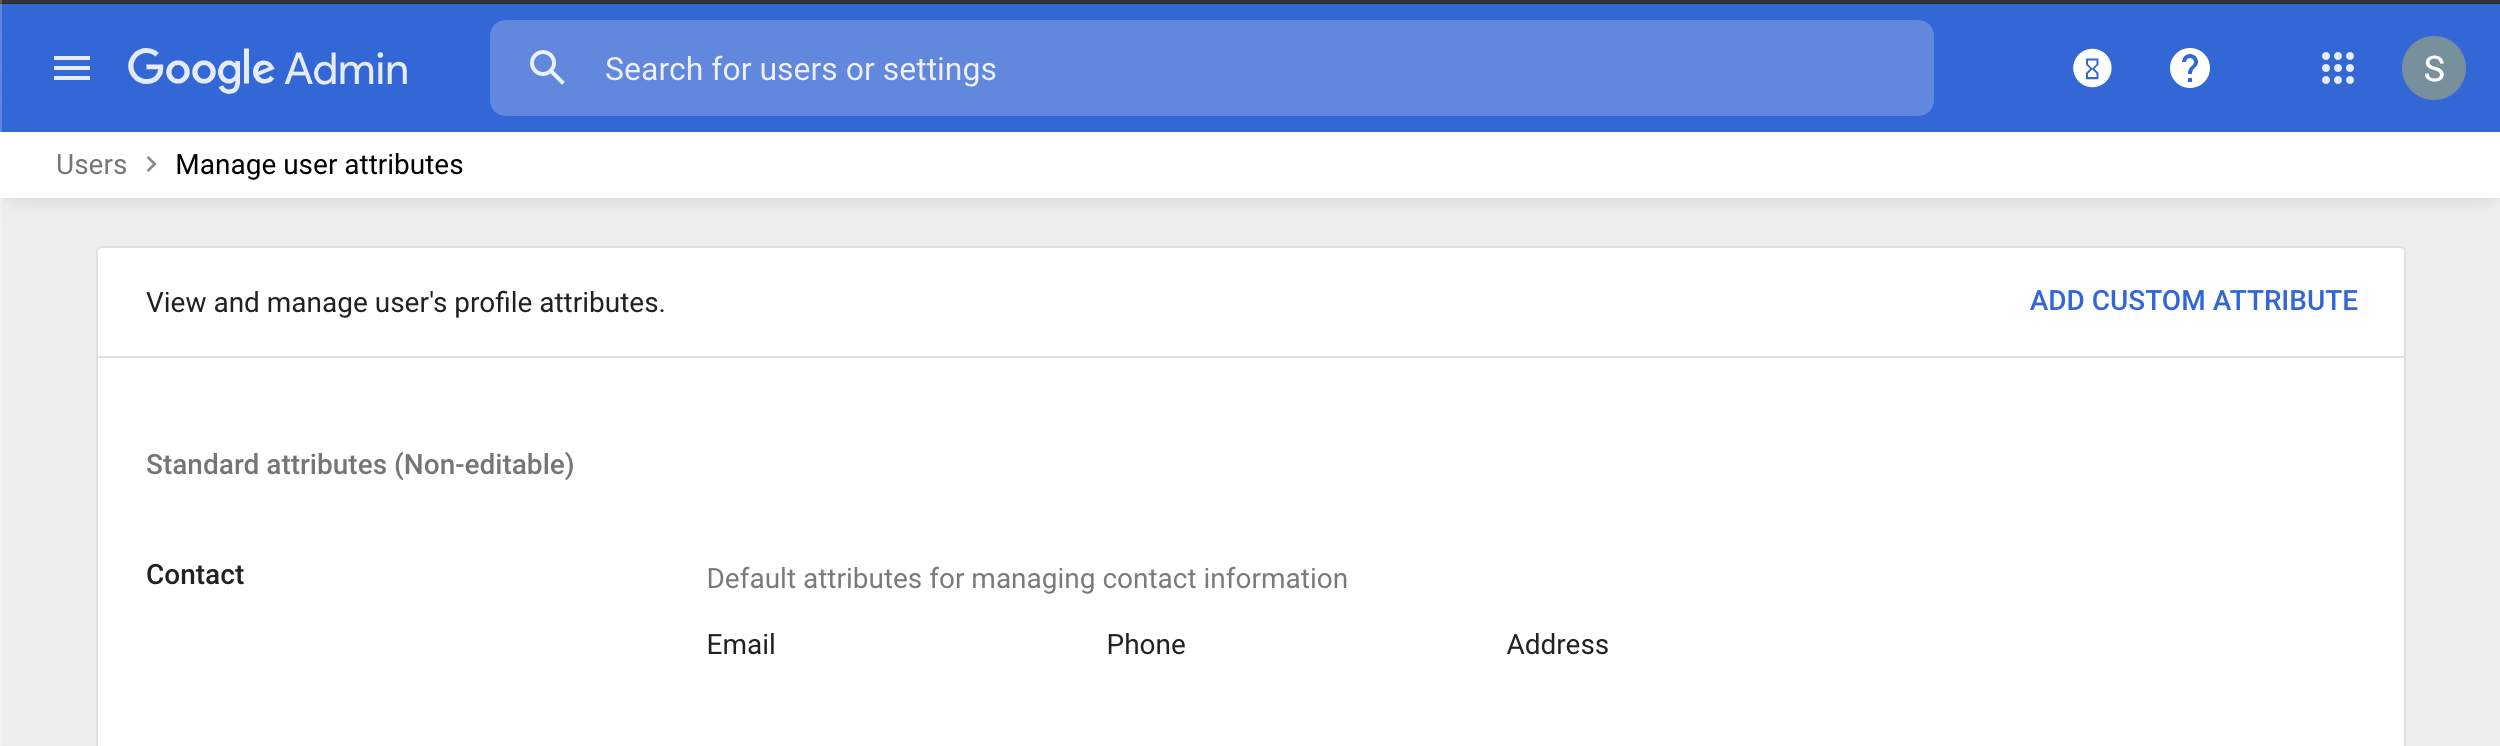 Google Admin
Search for users or settings
?
S
Users > Manage user attributes
View and manage user's profile attributes.
ADD CUSTOM ATTRIBUTE
Standard attributes (Non-editable)
Contact
Default attributes for managing contact information
Email Phone Address